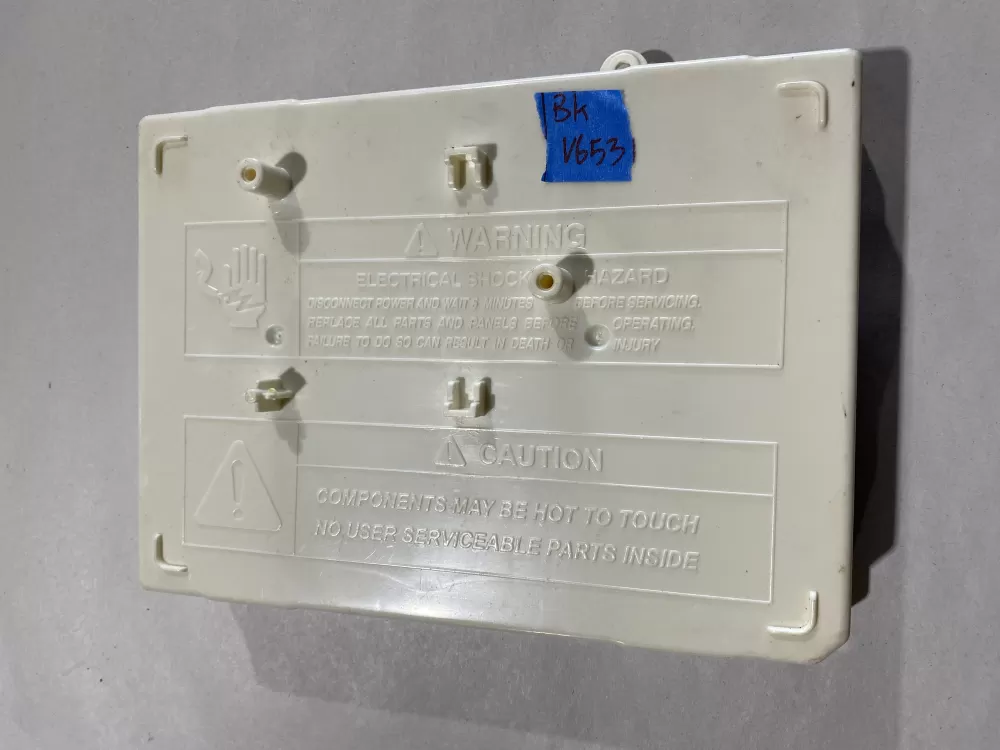 Bk
V653
WARNING
ELECTRICAL SHOCK HAZARD
DISCONNECT POWER AND WAIT 5 MINUTES BEFORE SERVICING.
REPLACE ALL PARTS AND PANELS BEFORE OPERATING.
FAILURE TO DO SO CAN RESULT IN DEATH OR INJURY
CAUTION
COMPONENTS MAY BE HOT TO TOUCH
NO USER SERVICEABLE PARTS INSIDE